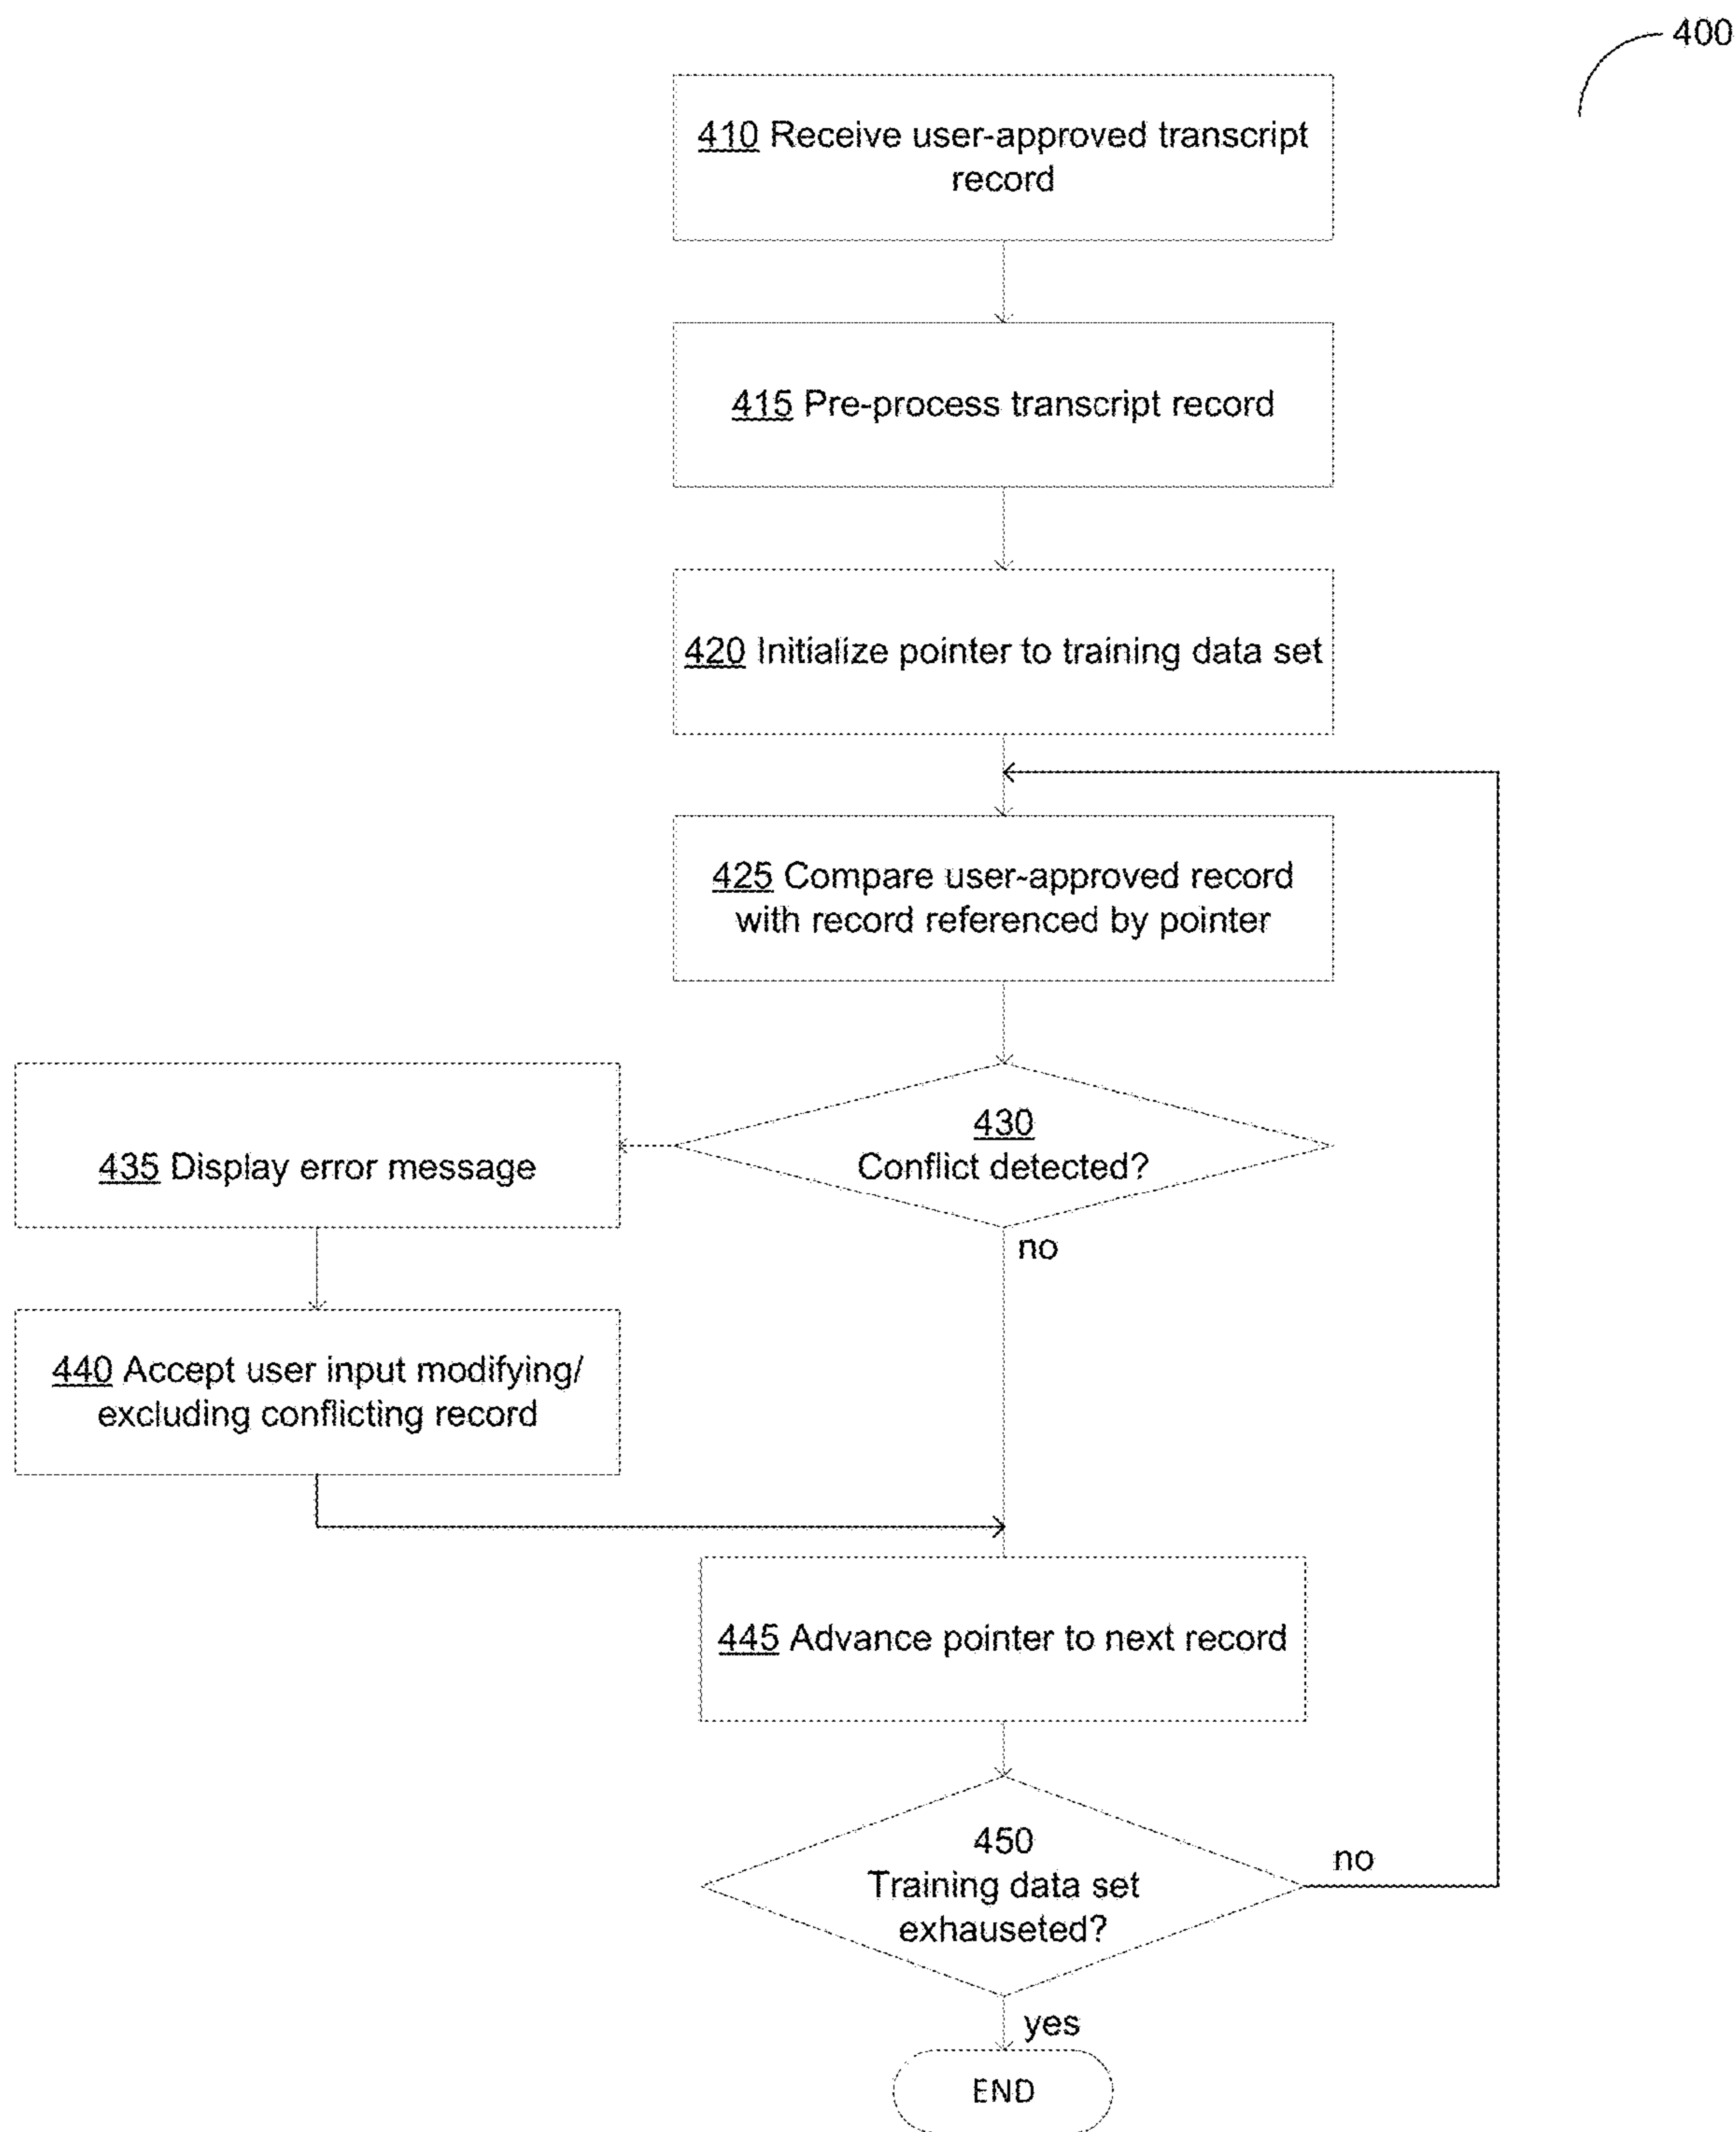 400
410 Receive user-approved transcript
record
415 Pre-process transcript record
420 Initialize pointer to training data set
425 Compare user-approved record
with record referenced by pointer
430
Conflict detected?
435 Display error message
no
440 Accept user input modifying/
excluding conflicting record
445 Advance pointer to next record
450
Training data set
exhauseted?
no
yes
END